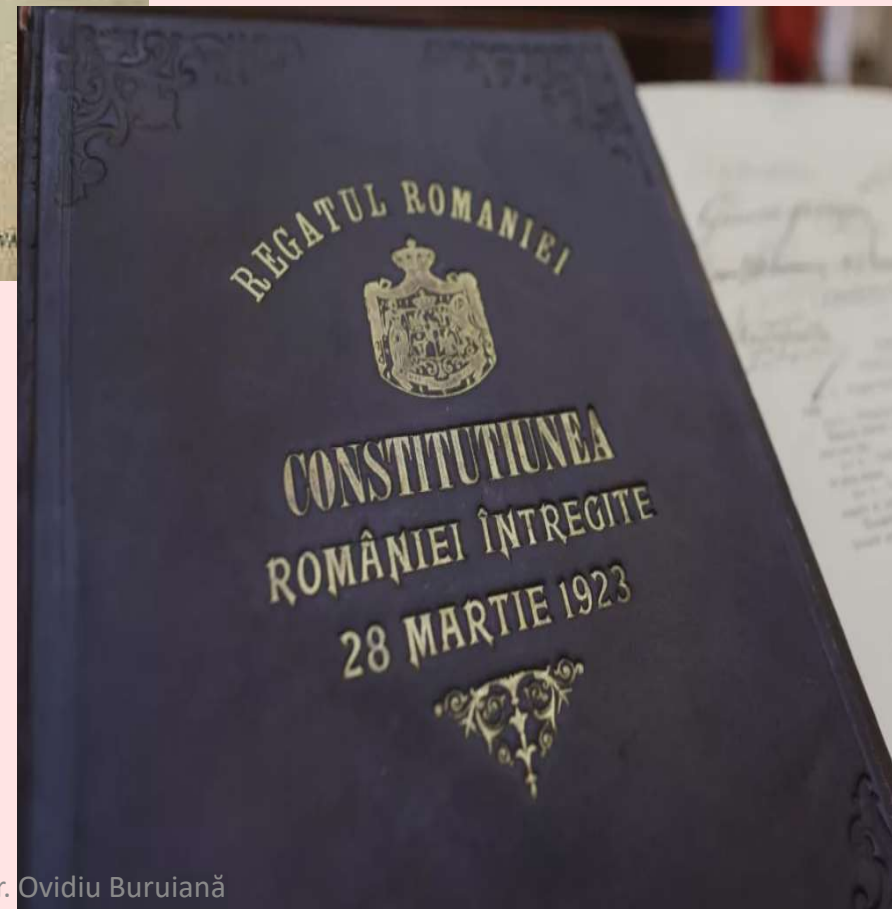 REGATUL ROMANIEI
CONSTITUTIUNEA
ROMÂNIEI ÎNTREGITE
28 MARTIE 1923
r. Ovidiu Buruiană